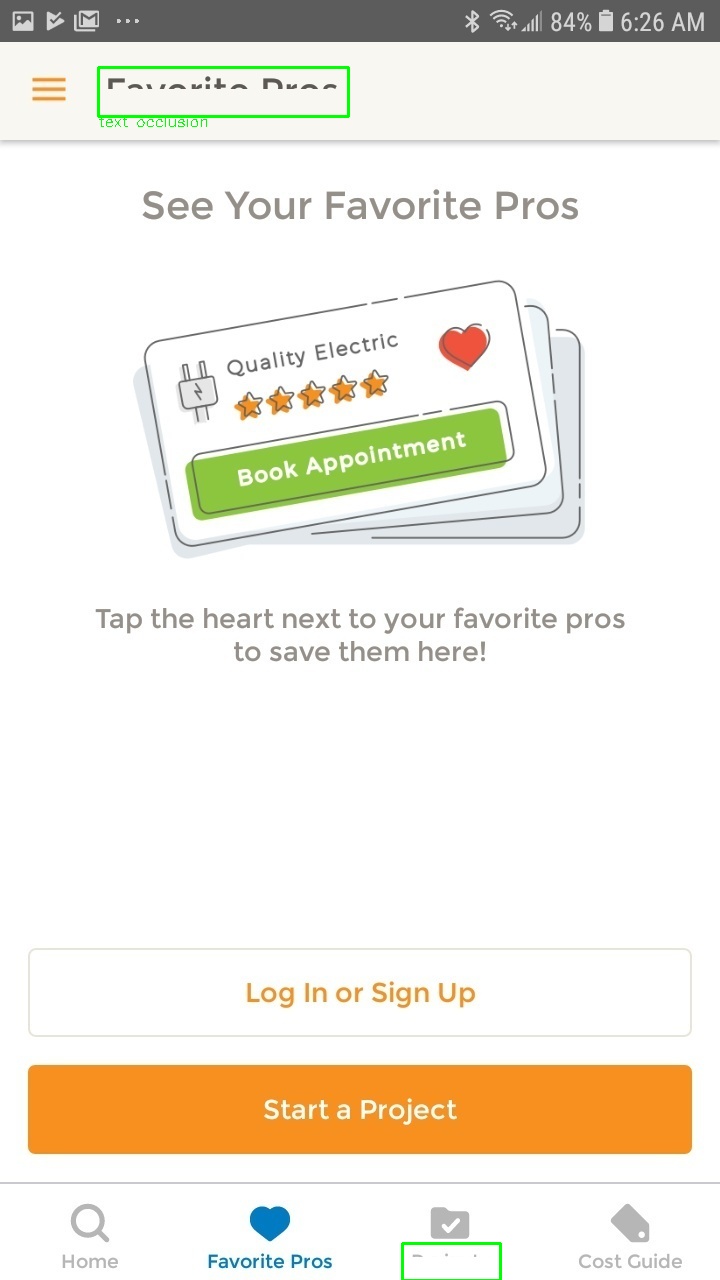 84% 6:26 AM
Favorite Pros
text occlusion
See Your Favorite Pros
Quality Electric
Book Appointment
Tap the heart next to your favorite pros
to save them here!
Log In or Sign Up
Start a Project
Home
Favorite Pros
Cost Guide